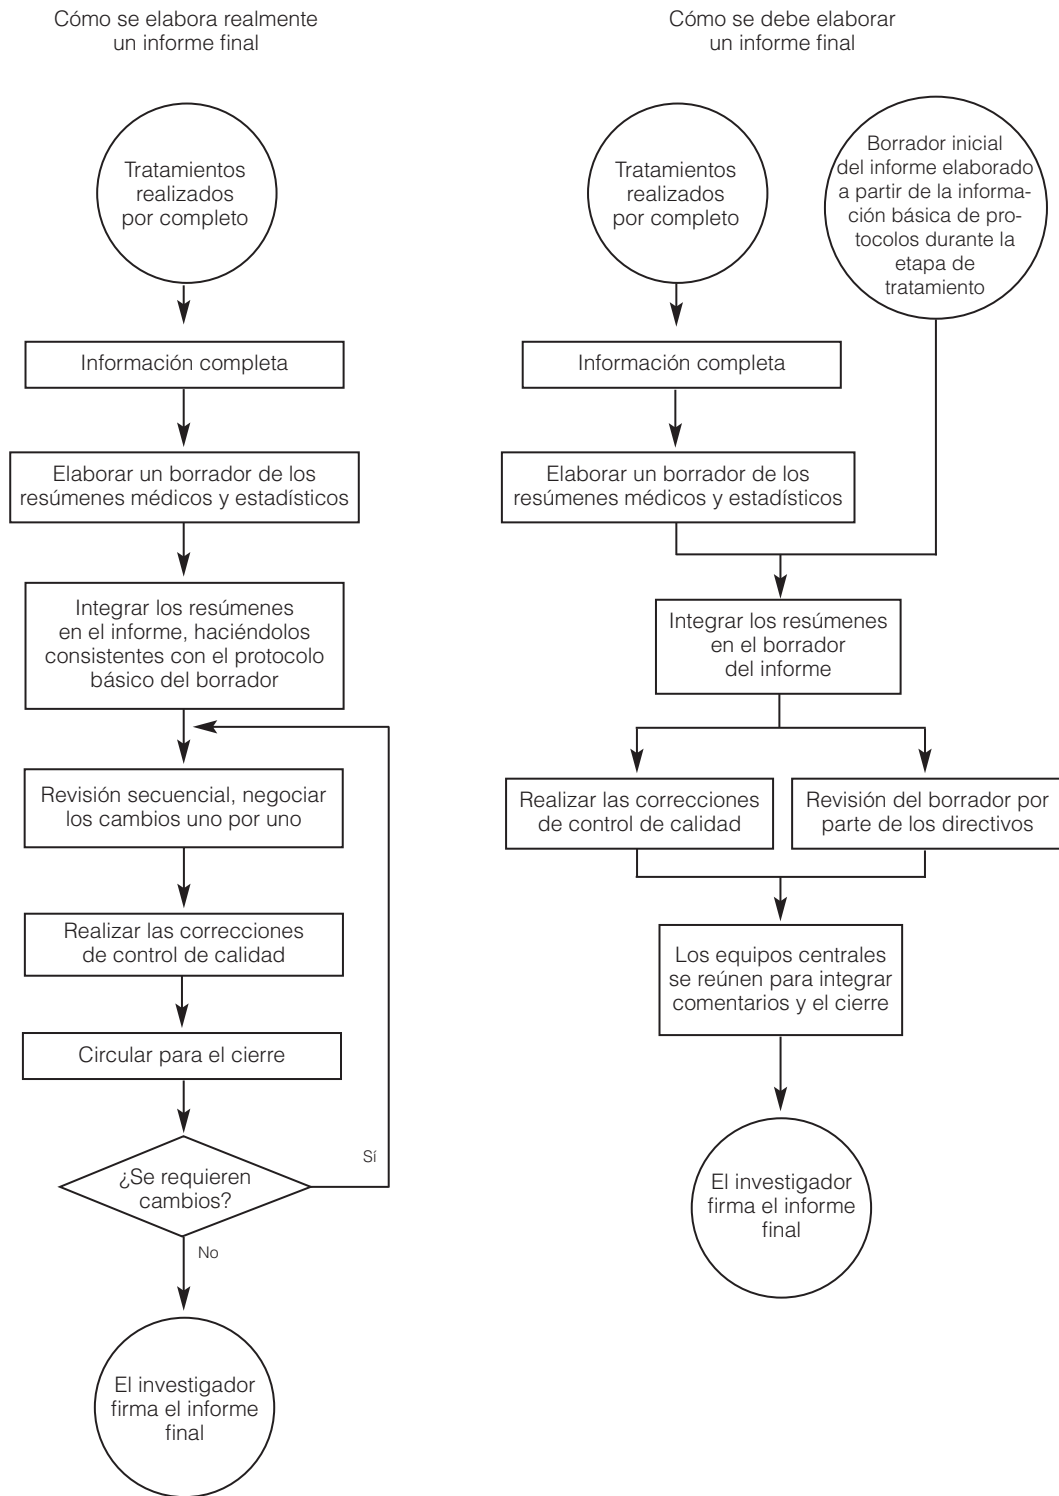 Cómo se elabora realmente
un informe final
Tratamientos
realizados
por completo
Información completa
Elaborar un borrador de los
resúmenes médicos y estadísticos
Integrar los resúmenes
en el informe, haciéndolos
consistentes con el protocolo
básico del borrador
Revisión secuencial, negociar
los cambios uno por uno
Realizar las correcciones
de control de calidad
Circular para el cierre
¿Se requieren
cambios?
Sí
No
El investigador
firma el informe
final
Cómo se debe elaborar
un informe final
Tratamientos
realizados
por completo
Borrador inicial
del informe elaborado
a partir de la informa-
ción básica de pro-
tocolos durante la
etapa de
tratamiento
Información completa
Elaborar un borrador de los
resúmenes médicos y estadísticos
Integrar los resúmenes
en el borrador
del informe
Realizar las correcciones
de control de calidad
Revisión del borrador por
parte de los directivos
Los equipos centrales
se reúnen para integrar
comentarios y el cierre
El investigador
firma el informe
final